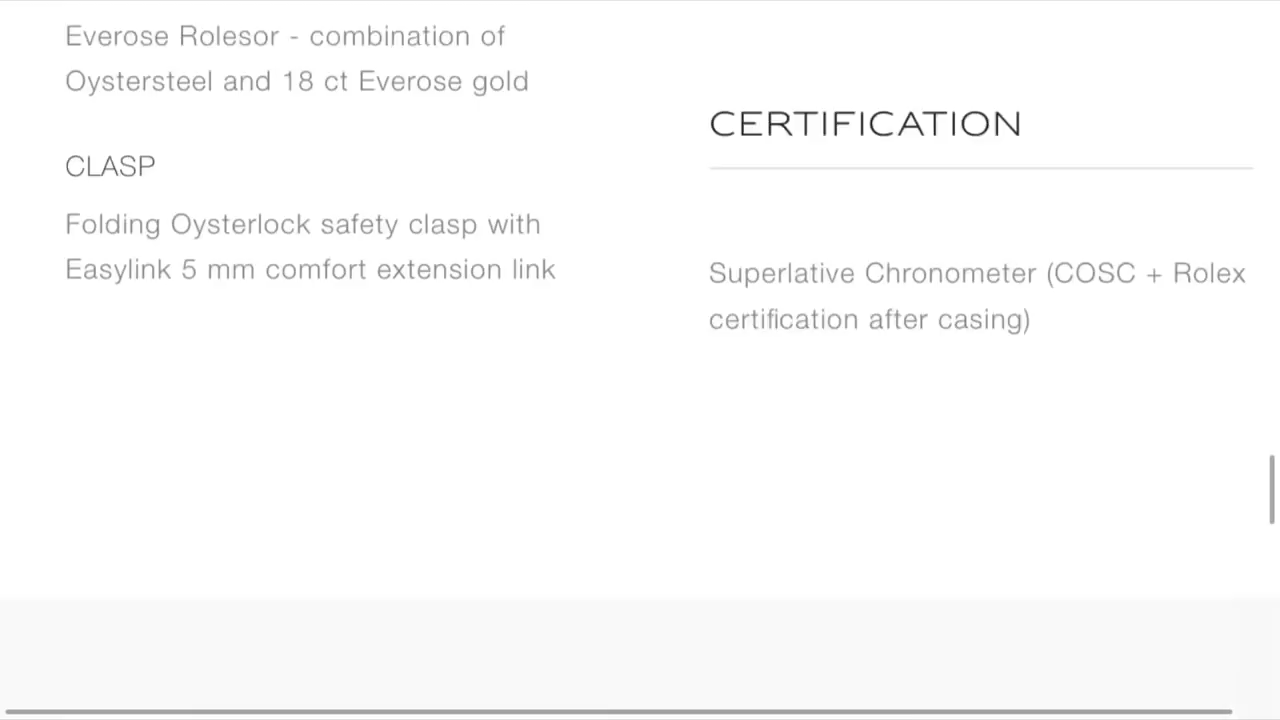 Everose Rolesor - combination of
Oystersteel and 18 ct Everose gold
CLASP
Folding Oysterlock safety clasp with
Easylink 5 mm comfort extension link
CERTIFICATION
Superlative Chronometer (COSC + Rolex
certification after casing)